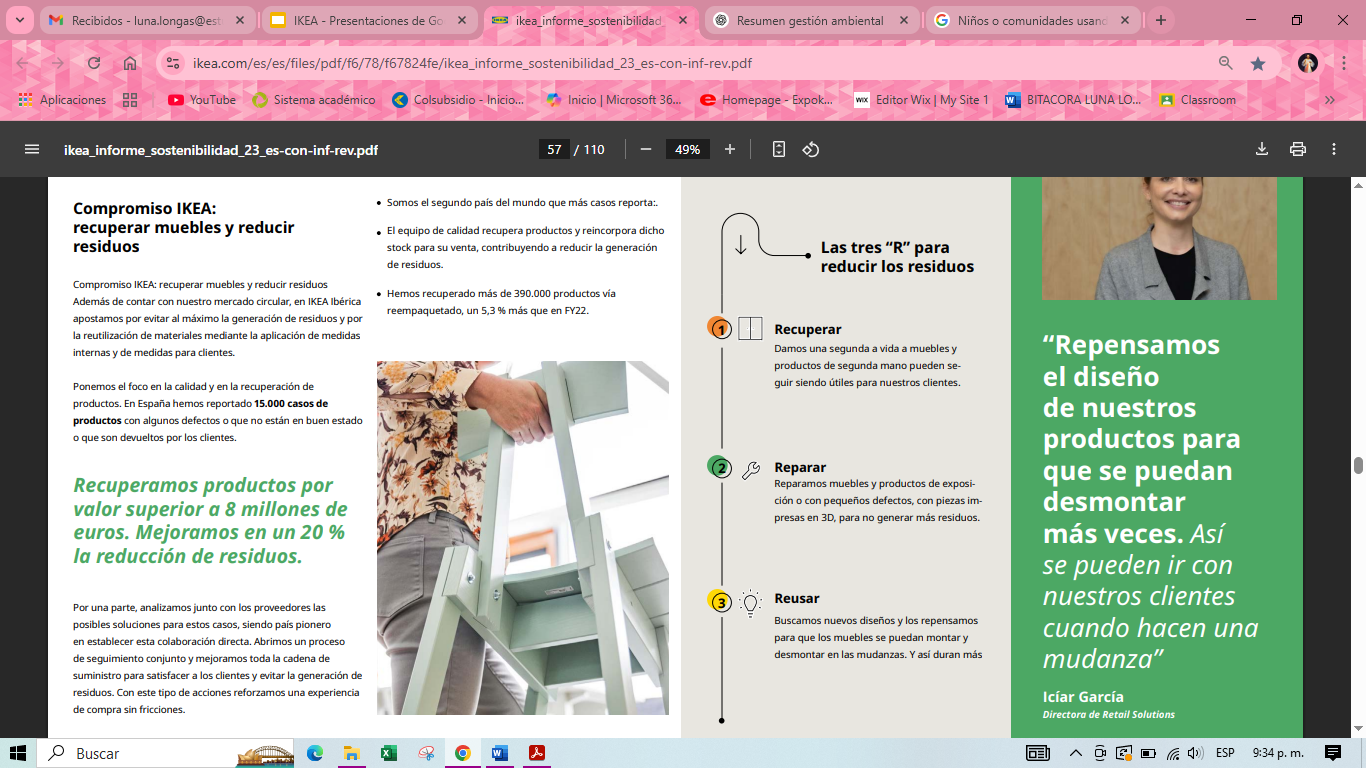 Recibidos - luna.longas@est
IKEA - Presentaciones de Go
ikea_informe_sostenibilidad_
Resumen gestión ambiental
Niños o comunidades usand
ikea.com/es/es/files/pdf/f6/78/f67824fe/ikea_informe_sostenibilidad_23_es-con-inf-rev.pdf
Aplicaciones
YouTube
Sistema académico
Colsubsidio - Inicio...
Inicio | Microsoft 36...
Homepage - Expok...
WIX
Editor Wix | My Site 1
BITACORA LUNA LO...
Classroom
ikea_informe_sostenibilidad_23_es-con-inf-rev.pdf
57 / 110
49%
Compromiso IKEA:
recuperar muebles y reducir
residuos
Compromiso IKEA: recuperar muebles y reducir residuos
Además de contar con nuestro mercado circular, en IKEA Ibérica
apostamos por evitar al máximo la generación de residuos y por
la reutilización de materiales mediante la aplicación de medidas
internas y de medidas para clientes.
Ponemos el foco en la calidad y en la recuperación de
productos. En España hemos reportado 15.000 casos de
productos con algunos defectos o que no están en buen estado
o que son devueltos por los clientes.
Recuperamos productos por
valor superior a 8 millones de
euros. Mejoramos en un 20 %
la reducción de residuos.
Por una parte, analizamos junto con los proveedores las
posibles soluciones para estos casos, siendo país pionero
en establecer esta colaboración directa. Abrimos un proceso
de seguimiento conjunto y mejoramos toda la cadena de
suministro para satisfacer a los clientes y evitar la generación de
residuos. Con este tipo de acciones reforzamos una experiencia
de compra sin fricciones.
• Somos el segundo país del mundo que más casos reporta:.
• El equipo de calidad recupera productos y reincorpora dicho
stock para su venta, contribuyendo a reducir la generación
de residuos.
• Hemos recuperado más de 390.000 productos vía
reempaquetado, un 5,3 % más que en FY22.
Las tres “R” para
reducir los residuos
1
Recuperar
Damos una segunda a vida a muebles y
productos de segunda mano pueden se-
guir siendo útiles para nuestros clientes.
2
Reparar
Reparamos muebles y productos de exposi-
ción o con pequeños defectos, con piezas im-
presas en 3D, para no generar más residuos.
3
Reusar
Buscamos nuevos diseños y los repensamos
para que los muebles se puedan montar y
desmontar en las mudanzas. Y así duran más
“Repensamos
el diseño
de nuestros
productos para
que se puedan
desmontar
más veces. Así
se pueden ir con
nuestros clientes
cuando hacen una
mudanza”
Icíar García
Directora de Retail Solutions
Buscar
ESP
9:34 p. m.